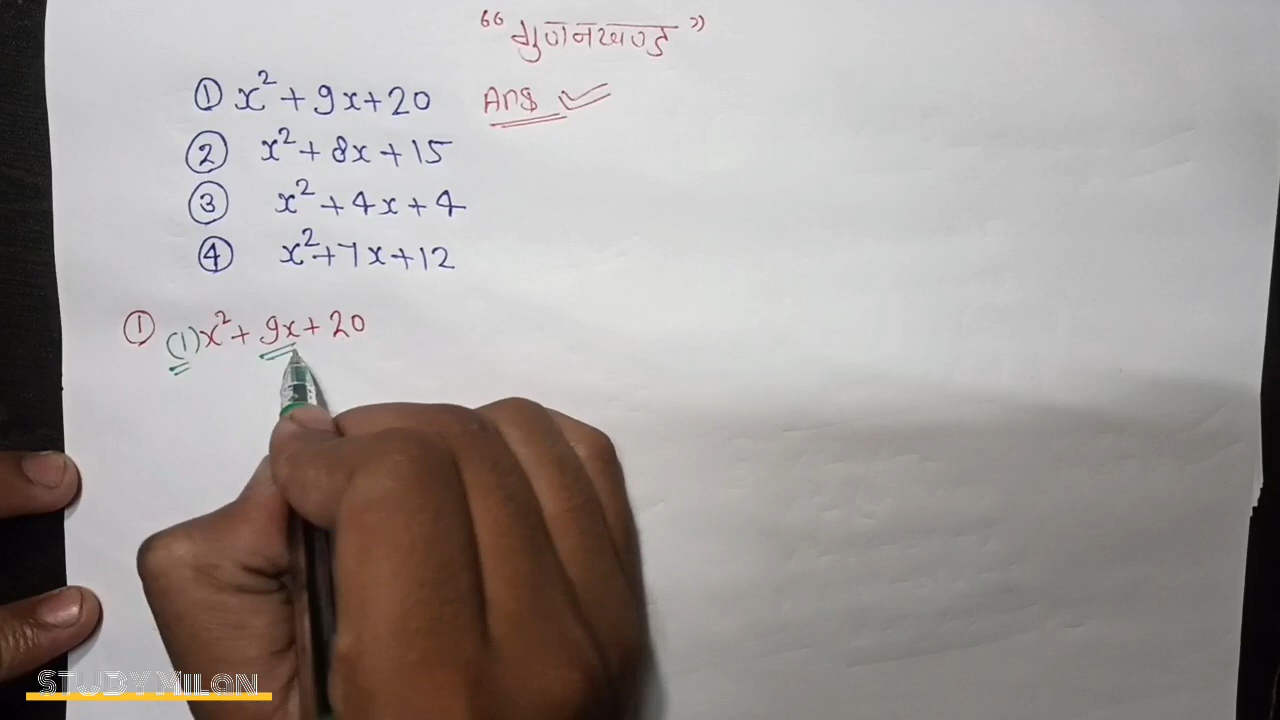 “गुणनखण्ड”
① x² + 9x + 20 Ans ✓
② x² + 8x + 15
③ x² + 4x + 4
④ x² + 7x + 12
① (1)x² + 9x + 20
STUDY MILAN